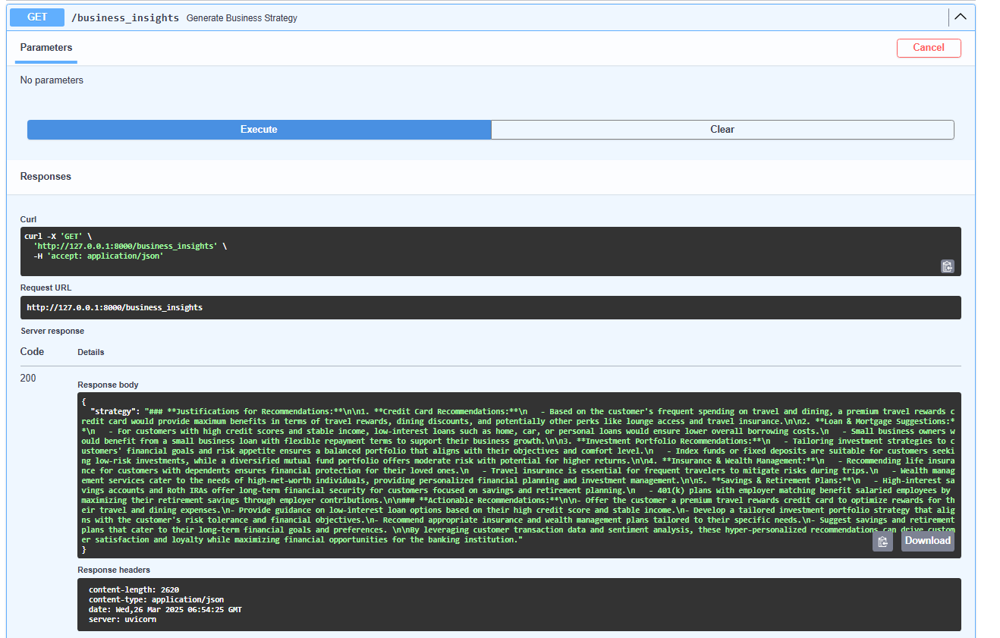 GET /business_insights Generate Business Strategy
Parameters
Cancel
No parameters
Execute
Clear
Responses
Curl
curl -X 'GET' \
  'http://127.0.0.1:8000/business_insights' \
  -H 'accept: application/json'
Request URL
http://127.0.0.1:8000/business_insights
Server response
Code Details
200
Response body
{
  "strategy": "### **Justifications for Recommendations:**\n\n1. **Credit Card Recommendations:**\n   - Based on the customer's frequent spending on travel and dining, a premium travel rewards c
redit card would provide maximum benefits in terms of travel rewards, dining discounts, and potentially other perks like lounge access and travel insurance.\n\n2. **Loan & Mortgage Suggestions:*
*\n   - For customers with high credit scores and stable income, low-interest loans such as home, car, or personal loans would ensure lower overall borrowing costs.\n   - Small business owners w
ould benefit from a small business loan with flexible repayment terms to support their business growth.\n\n3. **Investment Portfolio Recommendations:**\n   - Tailoring investment strategies to c
ustomers' financial goals and risk appetite ensures a balanced portfolio that aligns with their objectives and comfort level.\n   - Index funds or fixed deposits are suitable for customers seeki
ng low-risk investments, while a diversified mutual fund portfolio offers moderate risk with potential for higher returns.\n\n4. **Insurance & Wealth Management:**\n   - Recommending life insura
nce for customers with dependents ensures financial protection for their loved ones.\n   - Travel insurance is essential for frequent travelers to mitigate risks during trips.\n   - Wealth manag
ement services cater to the needs of high-net-worth individuals, providing personalized financial planning and investment management.\n\n5. **Savings & Retirement Plans:**\n   - High-interest sa
vings accounts and Roth IRAs offer long-term financial security for customers focused on savings and retirement planning.\n   - 401(k) plans with employer matching benefit salaried employees by 
maximizing their retirement savings through employer contributions.\n\n### **Actionable Recommendations:**\n\n- Offer the customer a premium travel rewards credit card to optimize rewards for th
eir travel and dining expenses.\n- Provide guidance on low-interest loan options based on their high credit score and stable income.\n- Develop a tailored investment portfolio strategy that alig
ns with the customer's risk tolerance and financial objectives.\n- Recommend appropriate insurance and wealth management plans tailored to their specific needs.\n- Suggest savings and retirement 
plans that cater to their long-term financial goals and preferences. \n\nBy leveraging customer transaction data and sentiment analysis, these hyper-personalized recommendations can drive custom
er satisfaction and loyalty while maximizing financial opportunities for the banking institution."
}
Download
Response headers
content-length: 2620
content-type: application/json
date: Wed,26 Mar 2025 06:54:25 GMT
server: uvicorn